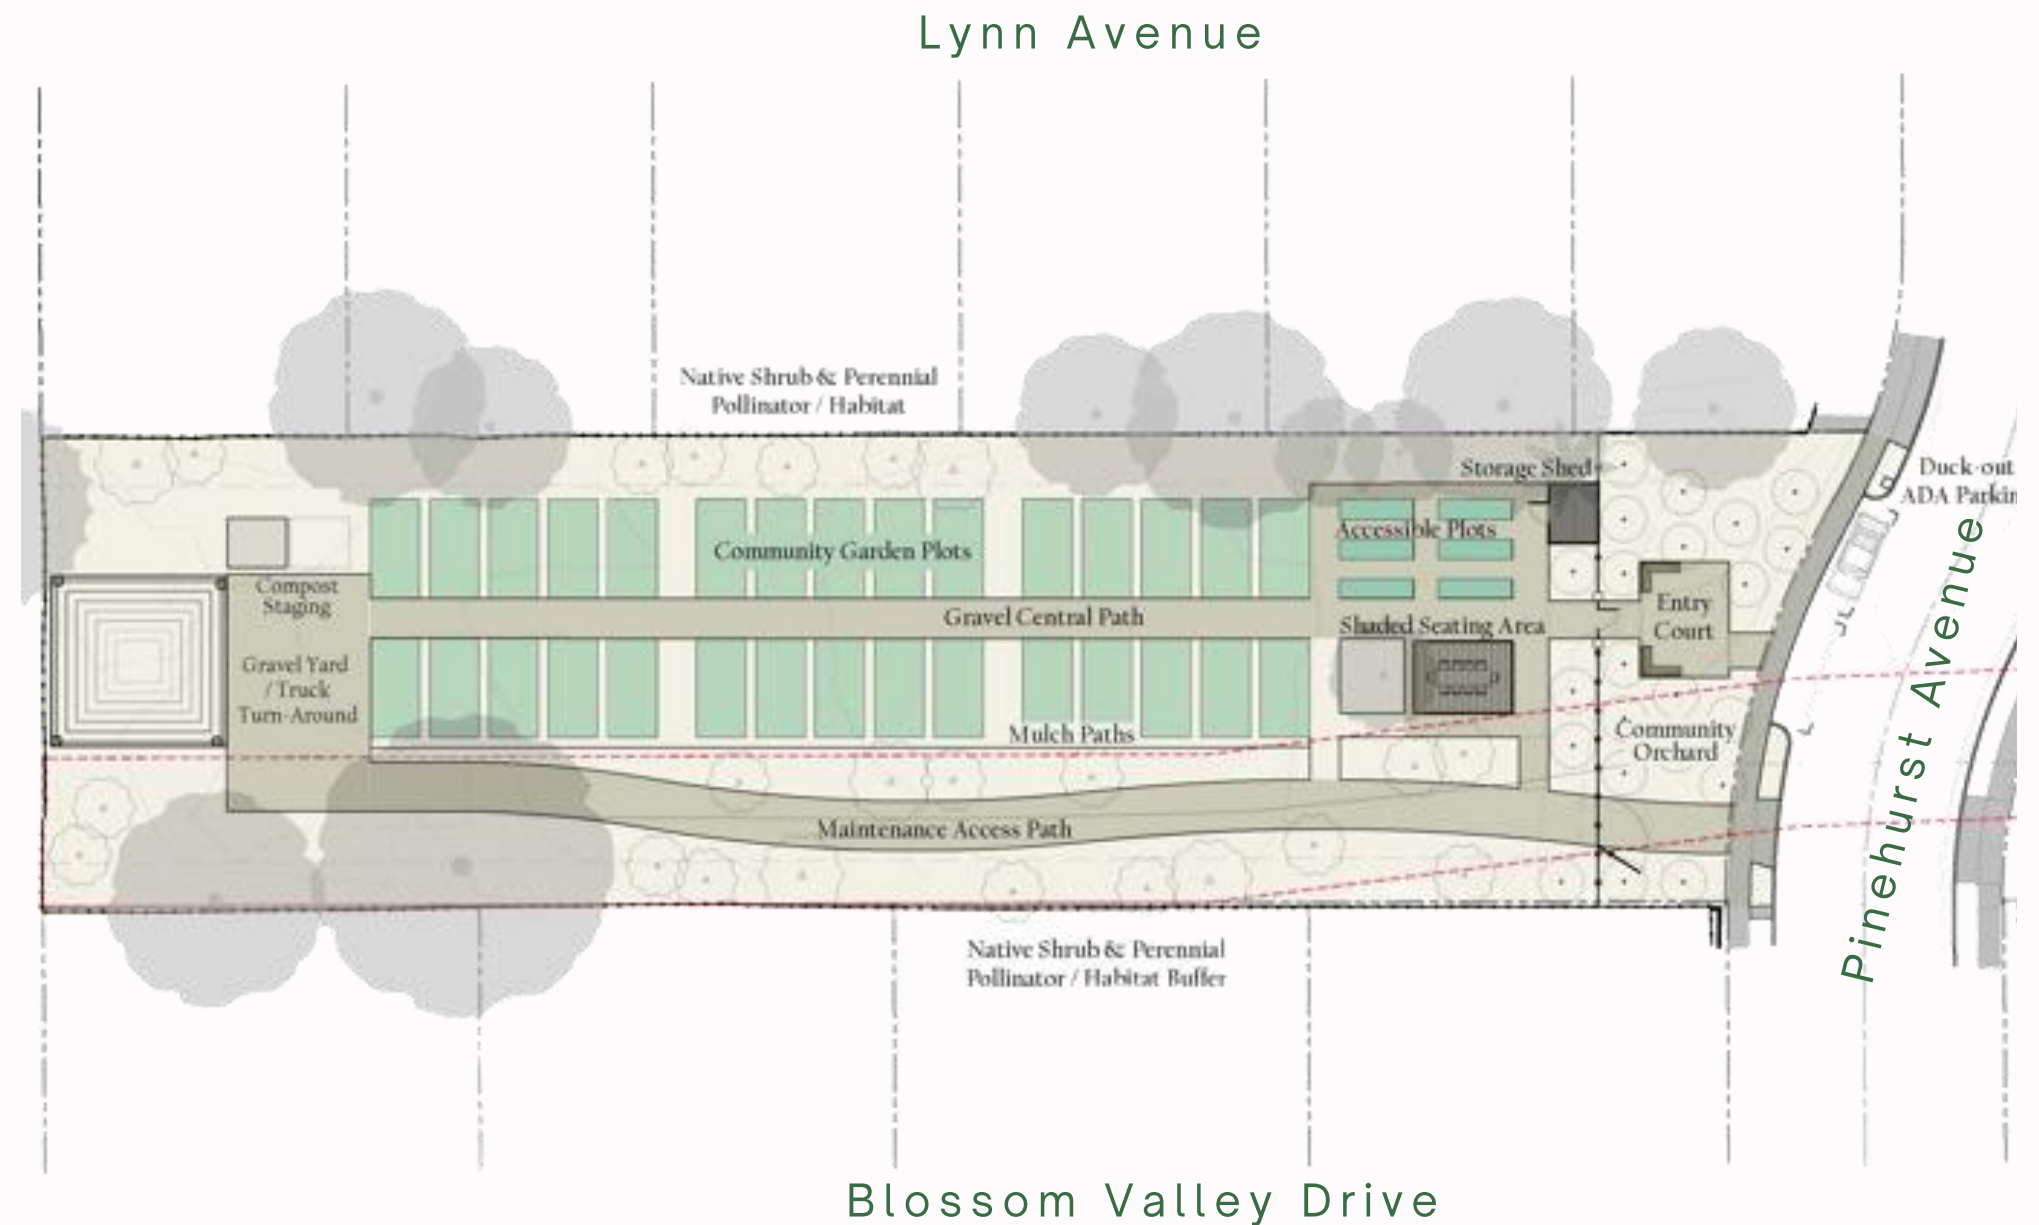 Lynn Avenue
Native Shrub & Perennial
Pollinator / Habitat
Storage Shed
Duck-out
ADA Parkin
Accessible Plots
Community Garden Plots
Compost
Staging
Gravel Central Path
Shaded Seating Area
Entry
Court
Gravel Yard
/ Truck
Turn-Around
Mulch Paths
Community
Orchard
Maintenance Access Path
Pinehurst Avenue
Native Shrub & Perennial
Pollinator / Habitat Buffer
Blossom Valley Drive